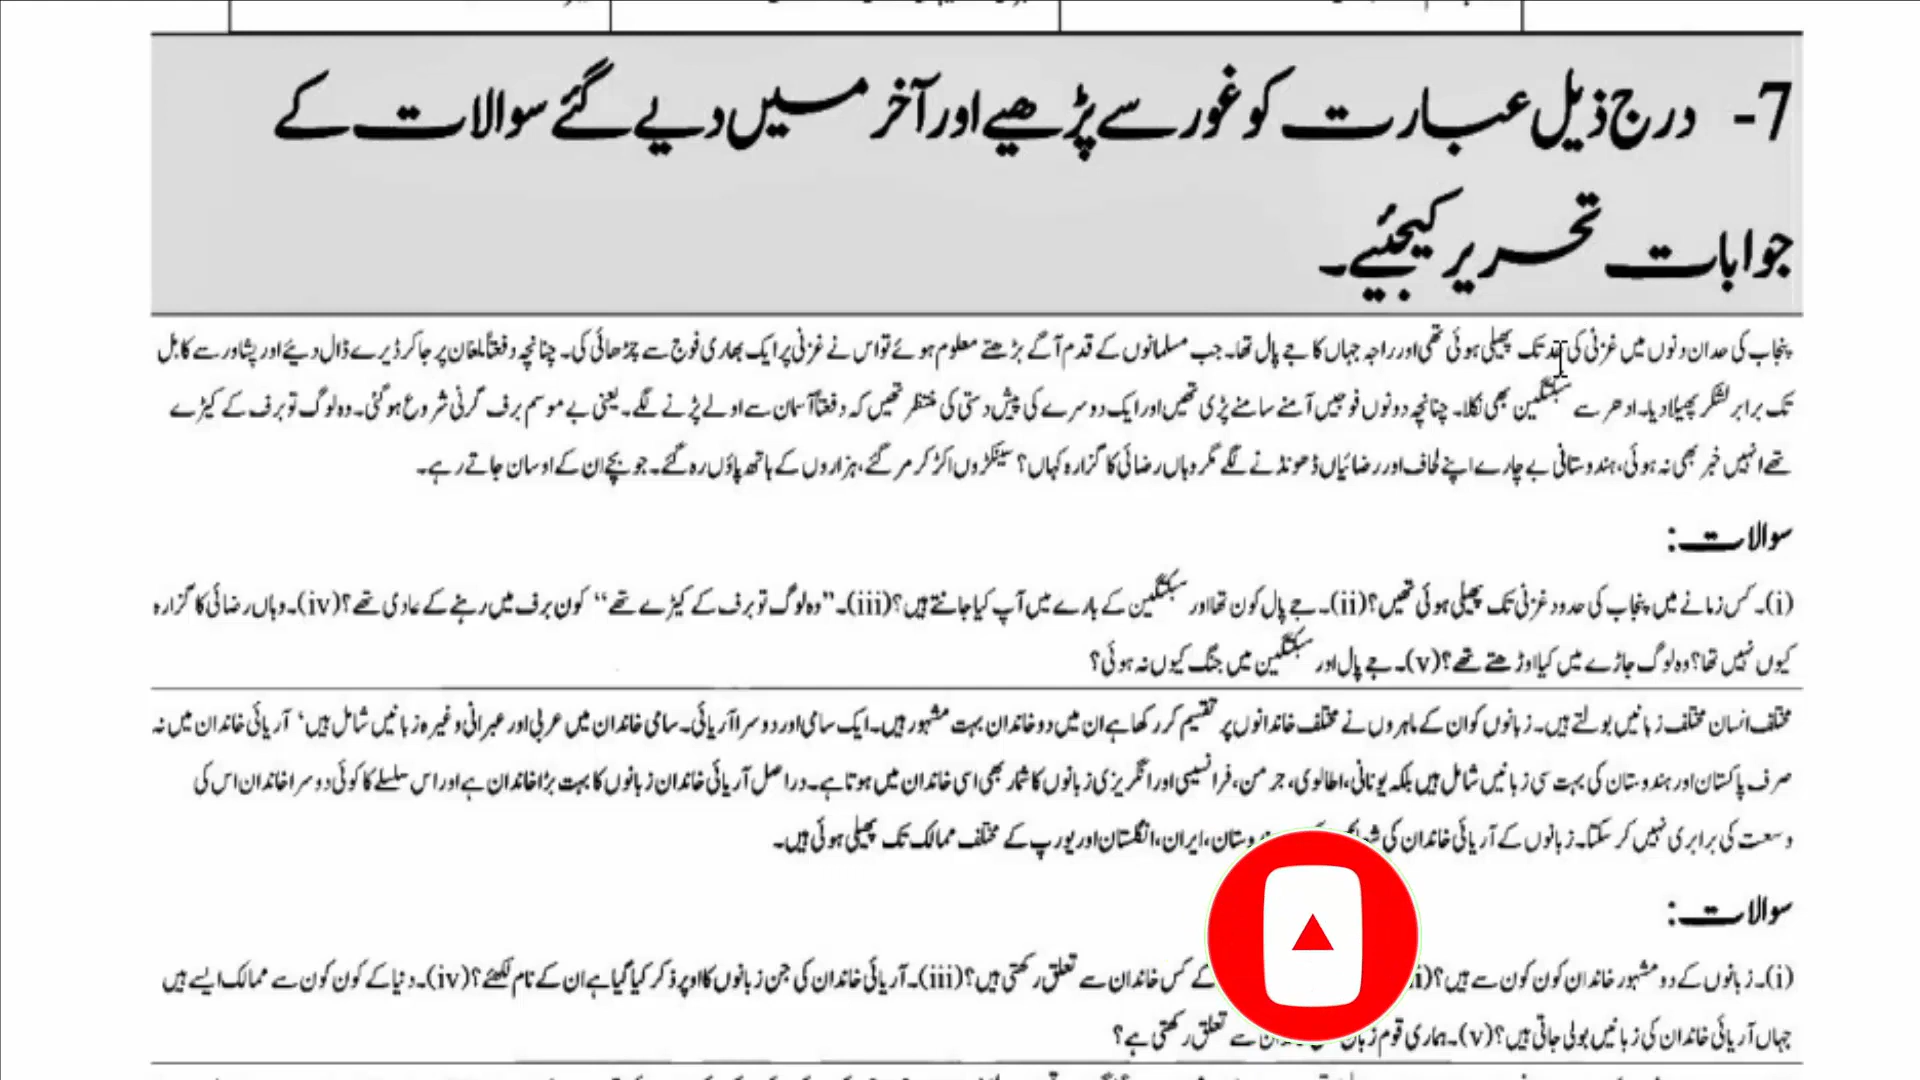 7- درج ذیل عبارت کو غور سے پڑھیے اور آخر میں دیے گئے سوالات کے
جوابات تحریر کیجئیے۔
پنجاب کی حد ان دنوں میں غزنی کی حد تک پھیلی ہوئی تھی اور راجہ جہاں کا جے پال تھا۔ جب مسلمانوں کے قدم آگے بڑھتے معلوم ہوئے تو اس نے غزنی پر ایک بھاری فوج سے چڑھائی کی۔ چنانچہ دفعتاً ملغان پر جا کر ڈیرے ڈال دیئے اور پشاور سے کابل
تک برابر لشکر پھیلا دیا۔ ادھر سے سبکتگین بھی نکلا۔ چنانچہ دونوں فوجیں آمنے سامنے پڑی تھیں اور ایک دوسرے کی پیش دستی کی منتظر تھیں کہ دفعتاً آسمان سے اولے پڑنے لگے۔ یعنی بے موسم برف گرنی شروع ہو گئی۔ وہ لوگ تو برف کے کیڑے
تھے انہیں خبر بھی نہ ہوئی، ہندوستانی بے چارے اپنے لحاف اور رضائیاں ڈھونڈنے لگے مگر وہاں رضائی کا گزارہ کہاں؟ سینکڑوں اکڑ کر مر گئے، ہزاروں کے ہاتھ پاؤں رہ گئے۔ جو بچے ان کے اوسان جاتے رہے۔
سوالات:
(i)۔ کس زمانے میں پنجاب کی حدود غزنی تک پھیلی ہوئی تھیں؟(ii)۔ جے پال کون تھا اور سبکتگین کے بارے میں آپ کیا جانتے ہیں؟(iii)۔"وہ لوگ تو برف کے کیڑے تھے" کون برف میں رہنے کے عادی تھے؟(iv)۔ وہاں رضائی کا گزارہ
کیوں نہیں تھا؟ وہ لوگ جاڑے میں کیا اوڑھتے تھے؟(v)۔ جے پال اور سبکتگین میں جنگ کیوں نہ ہوئی؟
مختلف انسان مختلف زبانیں بولتے ہیں۔ زبانوں کو ان کے ماہروں نے مختلف خاندانوں پر تقسیم کر رکھا ہے ان میں دو خاندان بہت مشہور ہیں۔ ایک سامی اور دوسرا آریائی۔ سامی خاندان میں عربی اور عبرانی وغیرہ زبانیں شامل ہیں' آریائی خاندان میں نہ
صرف پاکستان اور ہندوستان کی بہت سی زبانیں شامل ہیں بلکہ یونانی، اطالوی، جرمن، فرانسیسی اور انگریزی زبانوں کا شمار بھی اسی خاندان میں ہوتا ہے۔ در اصل آریائی خاندان زبانوں کا بہت بڑا خاندان ہے اور اس سلسلے کا کوئی دوسرا خاندان اس کی
وسعت کی برابری نہیں کر سکتا۔ زبانوں کے آریائی خاندان کی ایران، انگلستان اور یورپ کے مختلف ممالک تک پھیلی ہوئی ہیں۔
سوالات:
(i)۔ زبانوں کے دو مشہور خاندان کون کون سے ہیں؟ کے کس خاندان سے تعلق رکھتی ہیں؟(iii)۔ آریائی خاندان کی جن زبانوں کا اوپر ذکر کیا گیا ہے ان کے نام لکھئے؟(iv)۔ دنیا کے کون کون سے ممالک ایسے ہیں
جہاں آریائی خاندان کی زبانیں بولی جاتی ہیں؟(v)۔ ہماری قوم سے تعلق رکھتی ہے؟